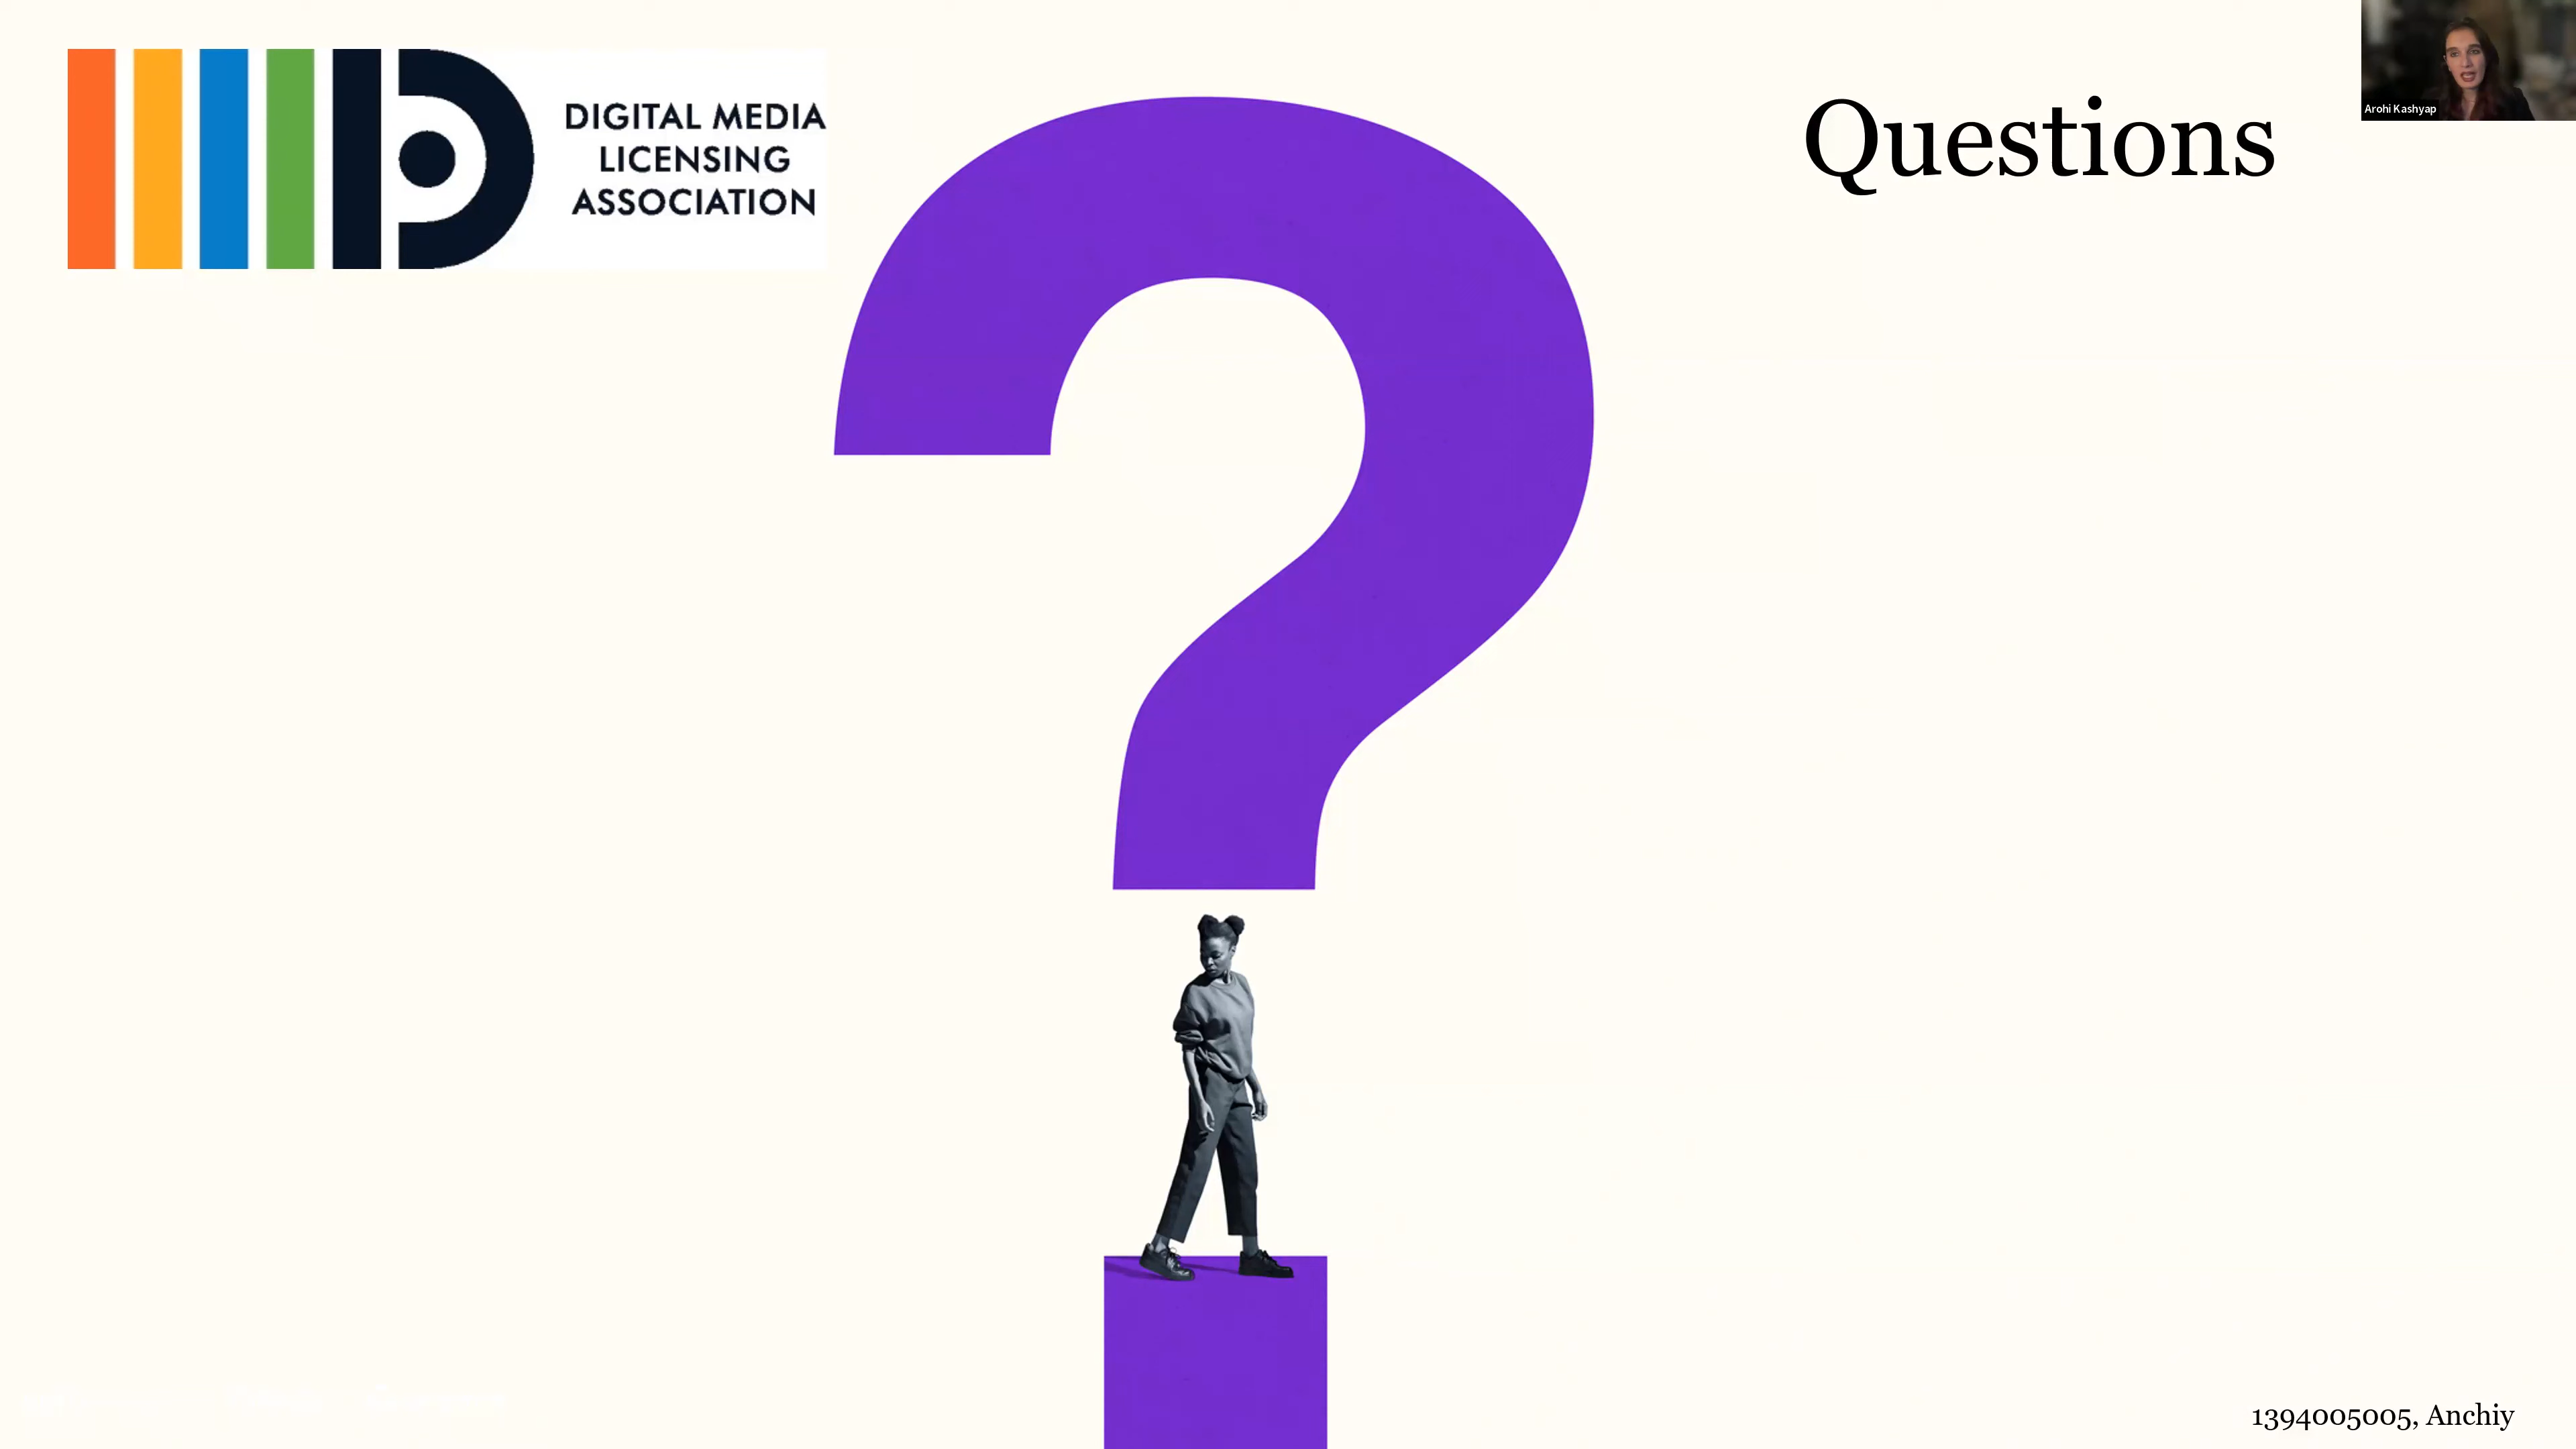 DIGITAL MEDIA
LICENSING
ASSOCIATION
Questions
Arohi Kashyap
1394005005, Anchiy